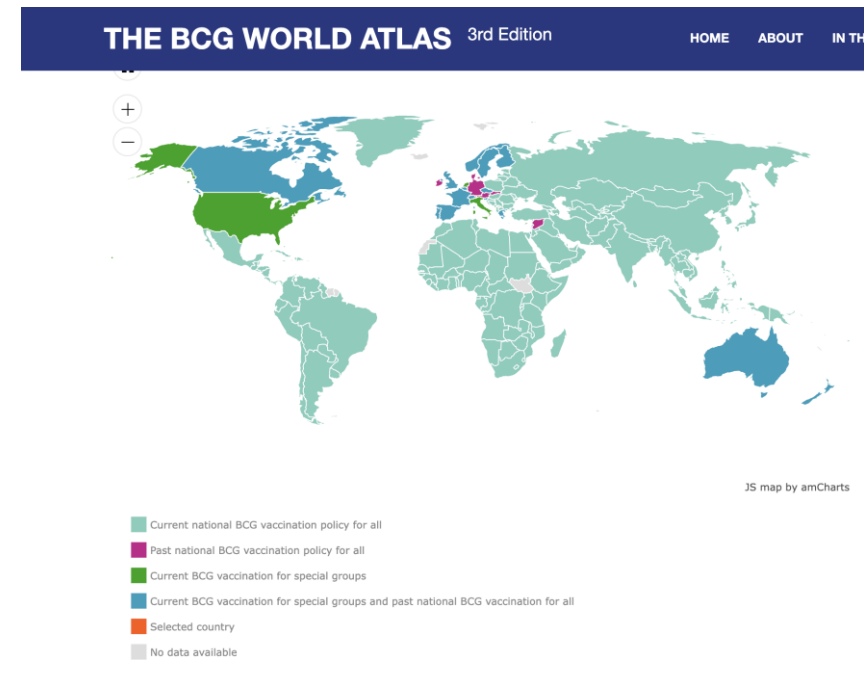 THE BCG WORLD ATLAS 3rd Edition HOME ABOUT IN TH
+
−
JS map by amCharts
Current national BCG vaccination policy for all
Past national BCG vaccination policy for all
Current BCG vaccination for special groups
Current BCG vaccination for special groups and past national BCG vaccination for all
Selected country
No data available